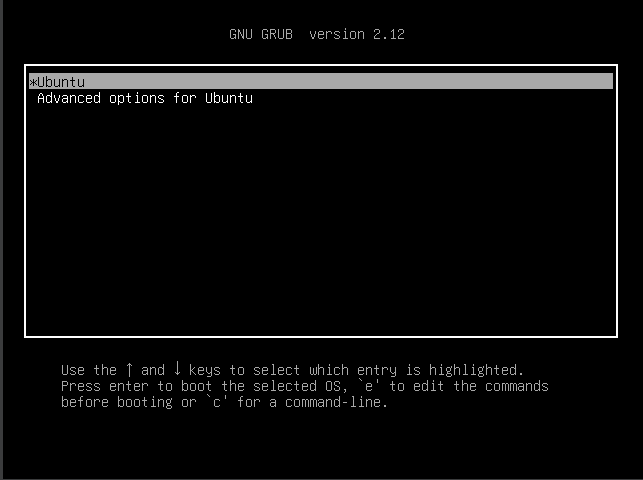 GNU GRUB  version 2.12
*Ubuntu
Advanced options for Ubuntu
Use the ↑ and ↓ keys to select which entry is highlighted.
Press enter to boot the selected OS, `e' to edit the commands
before booting or `c' for a command-line.